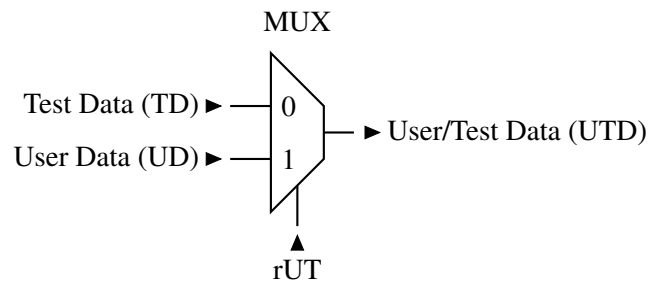 MUX
Test Data (TD)
0
User/Test Data (UTD)
User Data (UD)
1
rUT